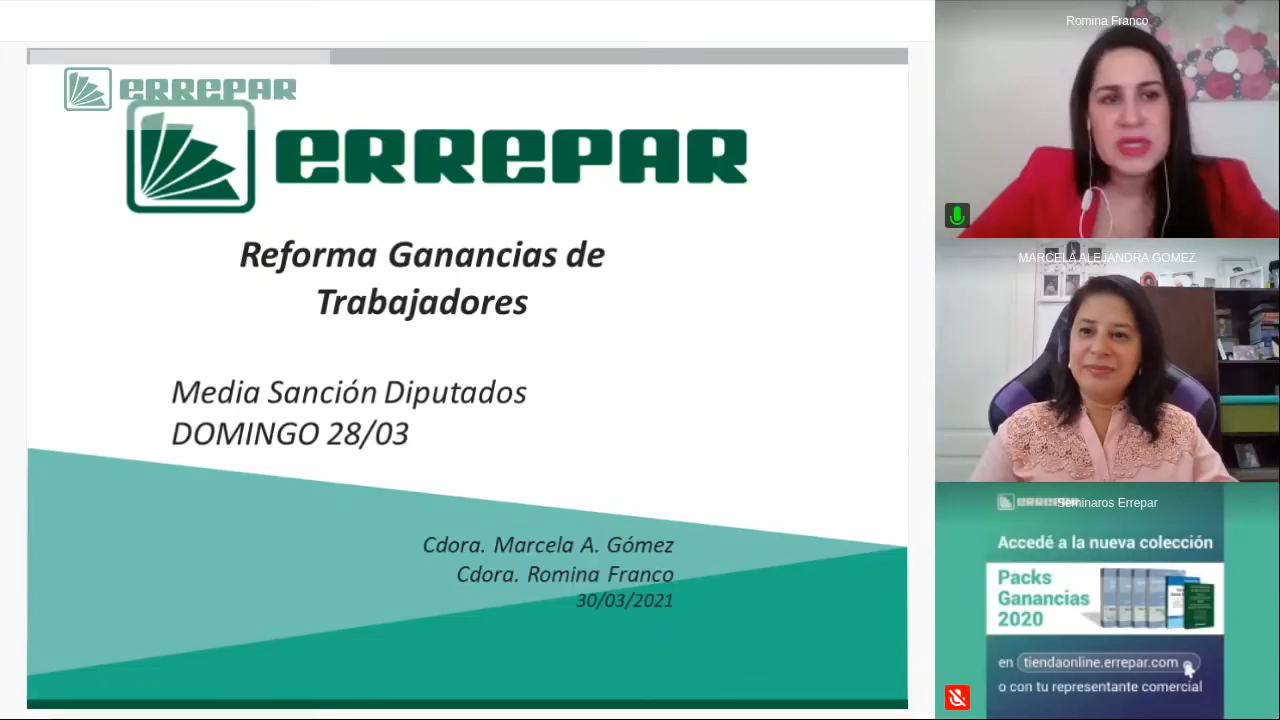 errepar
errepar
Reforma Ganancias de
Trabajadores
Media Sanción Diputados
DOMINGO 28/03
Cdora. Marcela A. Gómez
Cdora. Romina Franco
30/03/2021
Romina Franco
MARCELA ALEJANDRA GOMEZ
errepar
Seminaros Errepar
Accedé a la nueva colección
Packs
Ganancias
2020
en tiendaonline.errepar.com
o con tu representante comercial